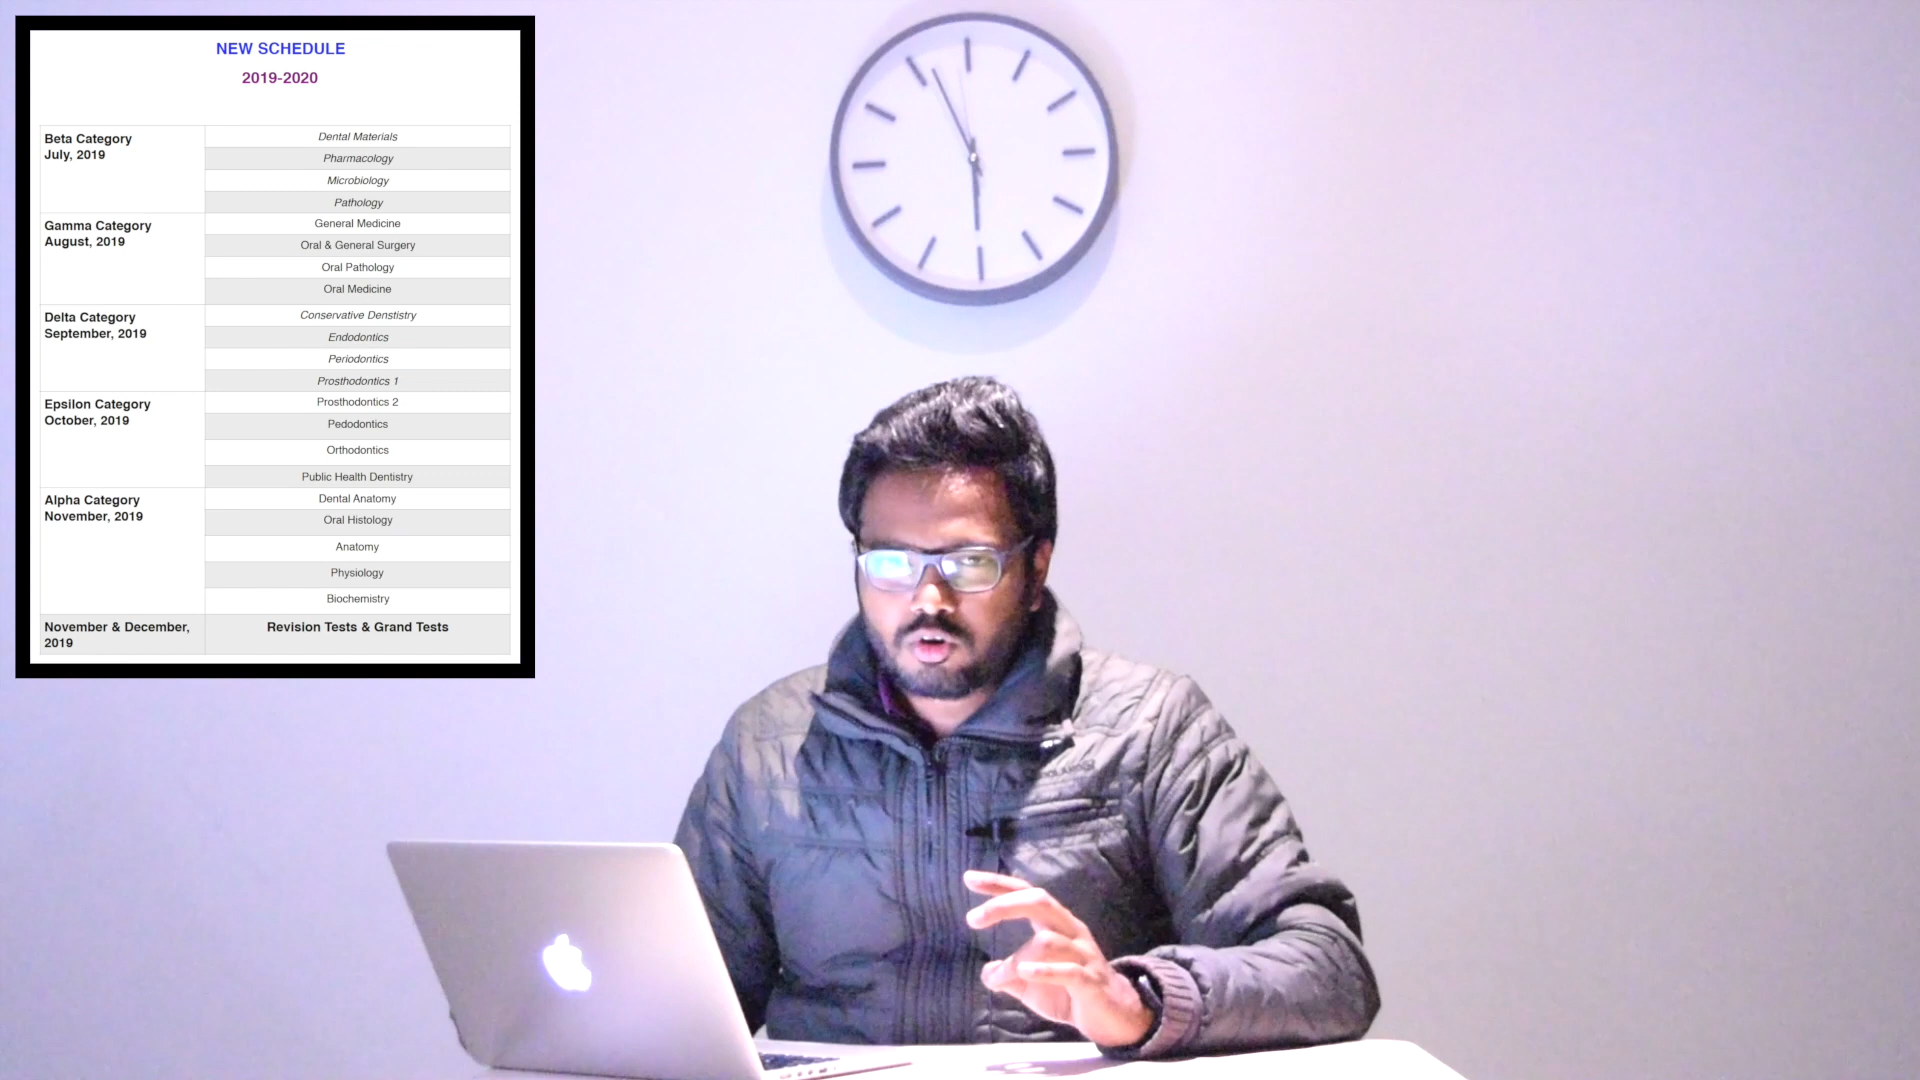 NEW SCHEDULE
2019-2020
Beta Category
July, 2019
Dental Materials
Pharmacology
Microbiology
Pathology
Gamma Category
August, 2019
General Medicine
Oral & General Surgery
Oral Pathology
Oral Medicine
Delta Category
September, 2019
Conservative Denstistry
Endodontics
Periodontics
Prosthodontics 1
Epsilon Category
October, 2019
Prosthodontics 2
Pedodontics
Orthodontics
Public Health Dentistry
Alpha Category
November, 2019
Dental Anatomy
Oral Histology
Anatomy
Physiology
Biochemistry
November & December,
2019
Revision Tests & Grand Tests